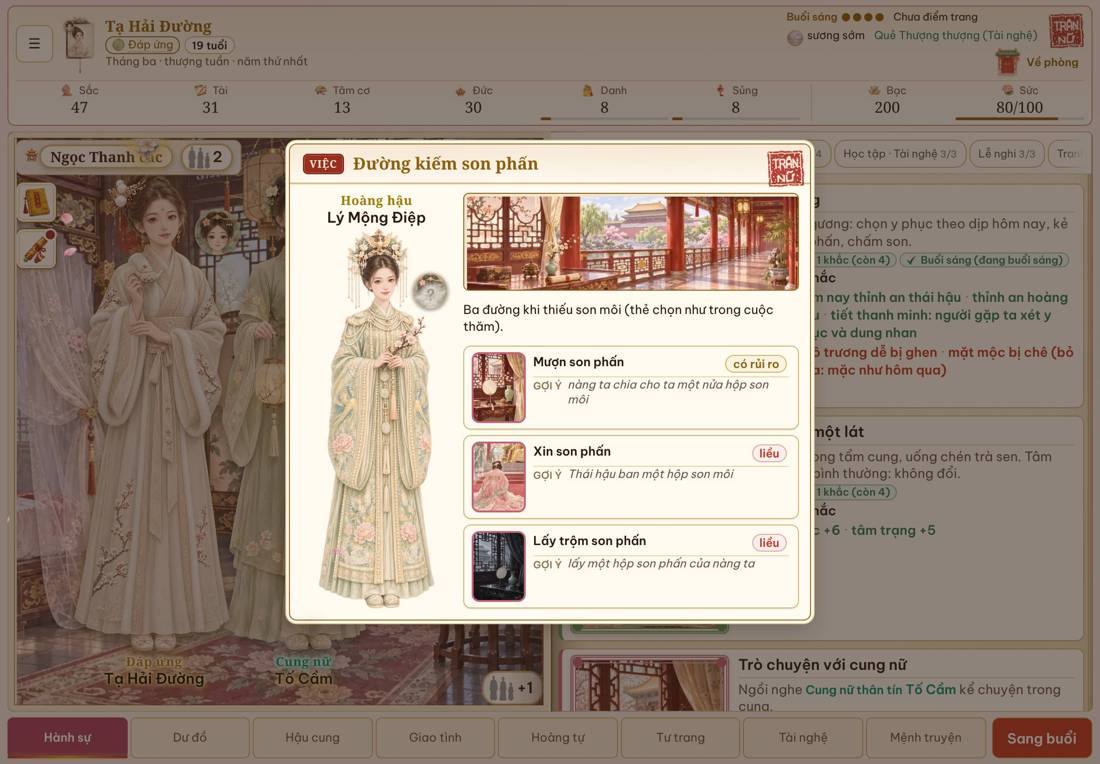 Tạ Hải Đường
Đáp ứng 19 tuổi
Tháng ba · thượng tuần · năm thứ nhất
Buổi sáng Chưa điểm trang
sương sớm Quẻ Thượng thượng (Tài nghệ)
TRÂN NỮ
Về phòng
Sắc Tài Tâm cơ Đức Danh Sủng Bạc Sức
47 31 13 30 8 8 200 80/100
Ngọc Thanh các
2
4 Học tập · Tài nghệ 3/3 Lễ nghi 3/3 Tran
VIỆC Đường kiếm son phấn
TRÂN NỮ
Hoàng hậu
Lý Mộng Điệp
Ba đường khi thiếu son môi (thẻ chọn như trong cuộc
thăm).
Mượn son phấn có rủi ro
GỢI Ý nàng ta chia cho ta một nửa hộp son
môi
Xin son phấn liều
GỢI Ý Thái hậu ban một hộp son môi
Lấy trộm son phấn liều
GỢI Ý lấy một hộp son phấn của nàng ta
gương: chọn y phục theo dịp hôm nay, kẻ
phấn, chấm son.
1 khắc (còn 4) ✓ Buổi sáng (đang buổi sáng)
nay thỉnh an thái hậu · thỉnh an hoàng
tiết thanh minh: người gặp ta xét y
và dung nhan
trương dễ bị ghen · mặt mộc bị chê (bỏ
mặc như hôm qua)
một lát
tẩm cung, uống chén trà sen. Tâm
bình thường: không đổi.
1 khắc (còn 4)
+6 · tâm trạng +5
Trò chuyện với cung nữ
Ngồi nghe Cung nữ thân tín Tố Cầm kể chuyện trong
cung.
Đáp ứng
Tạ Hải Đường
Cung nữ
Tố Cầm
+1
Hành sự Dư đồ Hậu cung Giao tình Hoàng tự Tư trang Tài nghệ Mệnh truyện Sang buổi